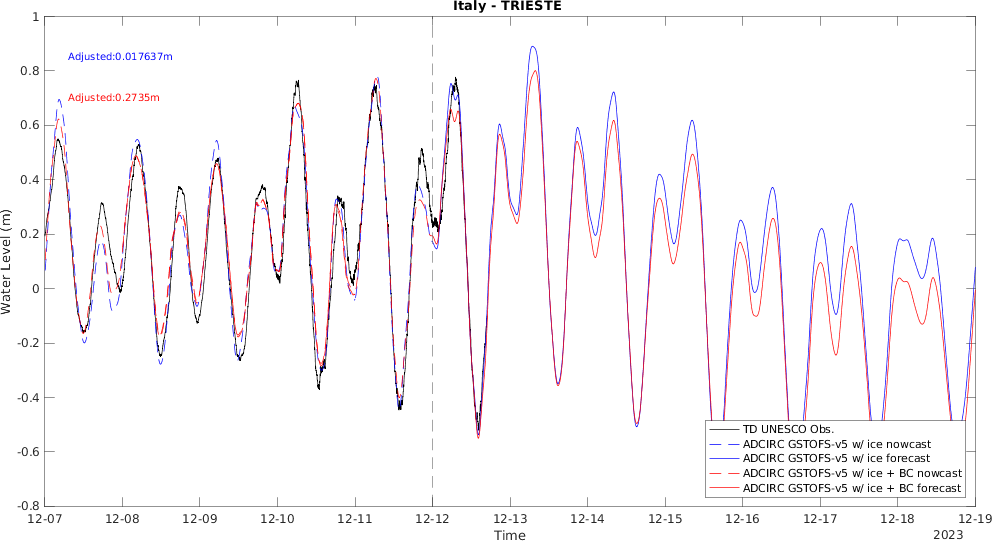 Italy - TRIESTE
Adjusted:0.017637m
Adjusted:0.2735m
Water Level (m)
1
0.8
0.6
0.4
0.2
0
-0.2
-0.4
-0.6
-0.8
TD UNESCO Obs.
ADCIRC GSTOFS-v5 w/ ice nowcast
ADCIRC GSTOFS-v5 w/ ice forecast
ADCIRC GSTOFS-v5 w/ ice + BC nowcast
ADCIRC GSTOFS-v5 w/ ice + BC forecast
12-07 12-08 12-09 12-10 12-11 12-12 12-13 12-14 12-15 12-16 12-17 12-18 12-19
Time
2023